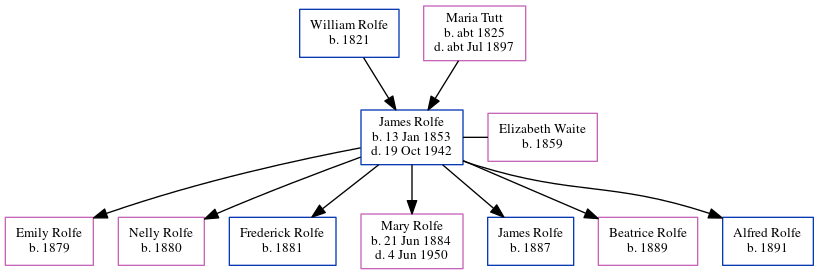 William Rolfe
b. 1821
Maria Tutt
b. abt 1825
d. abt Jul 1897
James Rolfe
b. 13 Jan 1853
d. 19 Oct 1942
Elizabeth Waite
b. 1859
Emily Rolfe
b. 1879
Nelly Rolfe
b. 1880
Frederick Rolfe
b. 1881
Mary Rolfe
b. 21 Jun 1884
d. 4 Jun 1950
James Rolfe
b. 1887
Beatrice Rolfe
b. 1889
Alfred Rolfe
b. 1891